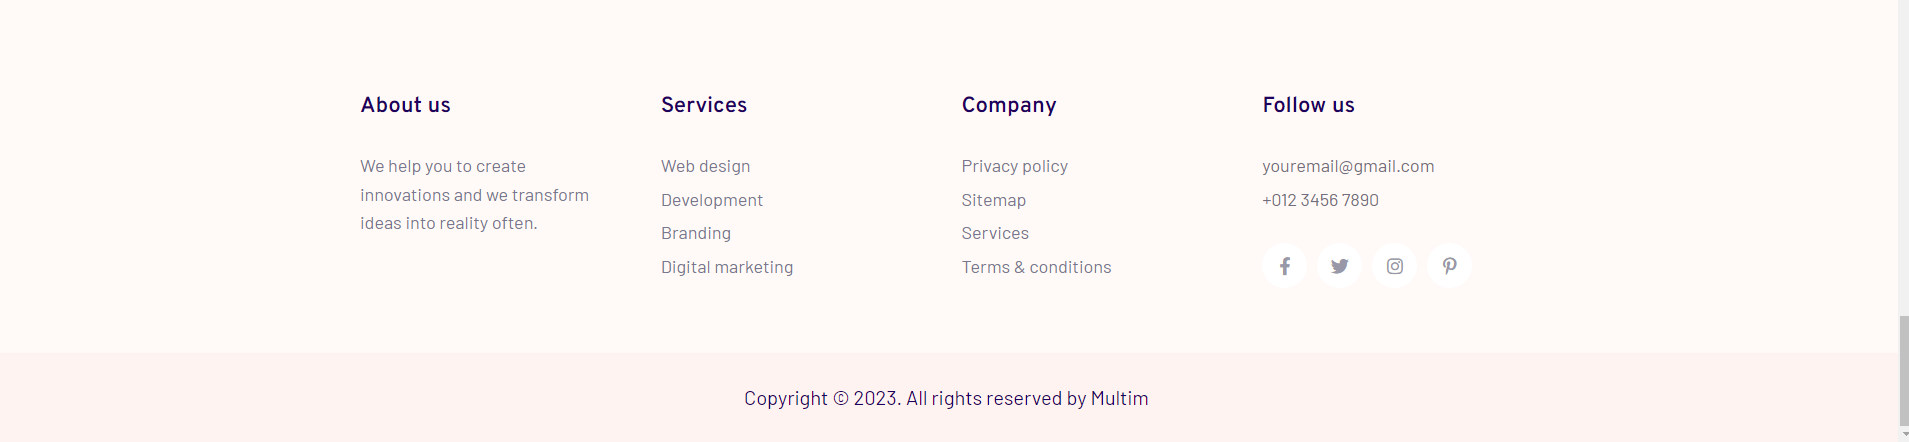 About us
We help you to create
innovations and we transform
ideas into reality often.
Services
Web design
Development
Branding
Digital marketing
Company
Privacy policy
Sitemap
Services
Terms & conditions
Follow us
youremail@gmail.com
+012 3456 7890
Copyright © 2023. All rights reserved by Multim